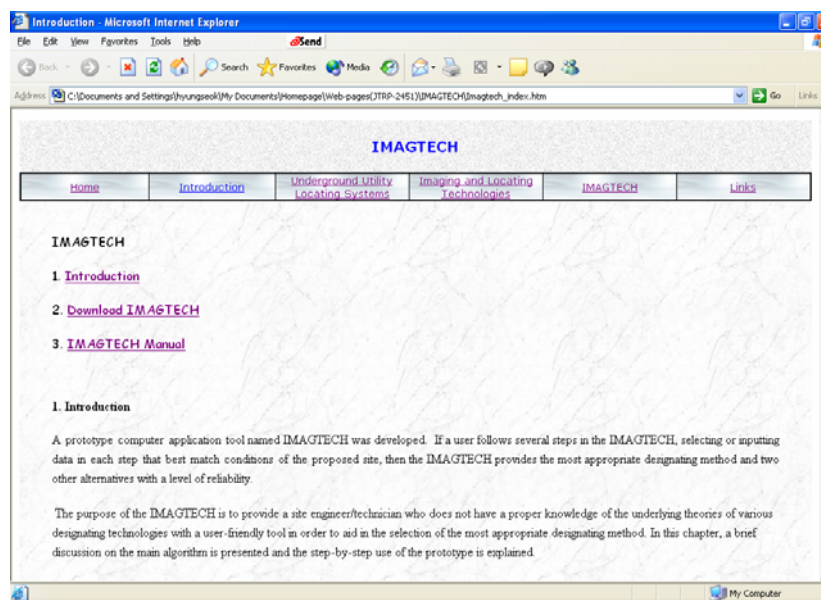 Introduction - Microsoft Internet Explorer
File Edit View Favorites Tools Help @Send
Back Search Favorites Media
Address C:\Documents and Settings\hyungseok\My Documents\Homepage\Web-pages(JTRP-2451)\IMAGTECH\Imagtech_index.htm Go Links
IMAGTECH
Home Introduction Underground Utility Locating Systems Imaging and Locating Technologies IMAGTECH Links
IMAGTECH
1. Introduction
2. Download IMAGTECH
3. IMAGTECH Manual
1. Introduction
A prototype computer application tool named IMAGTECH was developed. If a user follows several steps in the IMAGTECH, selecting or inputting
data in each step that best match conditions of the proposed site, then the IMAGTECH provides the most appropriate designating method and two
other alternatives with a level of reliability.
The purpose of the IMAGTECH is to provide a site engineer/technician who does not have a proper knowledge of the underlying theories of various
designating technologies with a user-friendly tool in order to aid in the selection of the most appropriate designating method. In this chapter, a brief
discussion on the main algorithm is presented and the step-by-step use of the prototype is explained.
My Computer